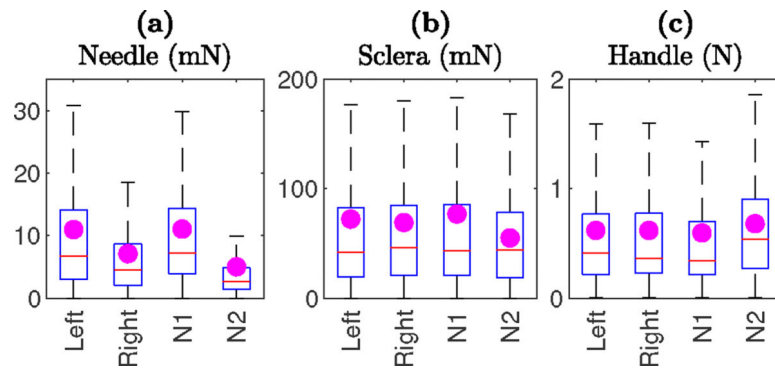 (a) (b) (c)
Needle (mN) Sclera (mN) Handle (N)
30
20
10
0
Left Right N1 N2
200
100
0
Left Right N1 N2
2
1
0
Left Right N1 N2